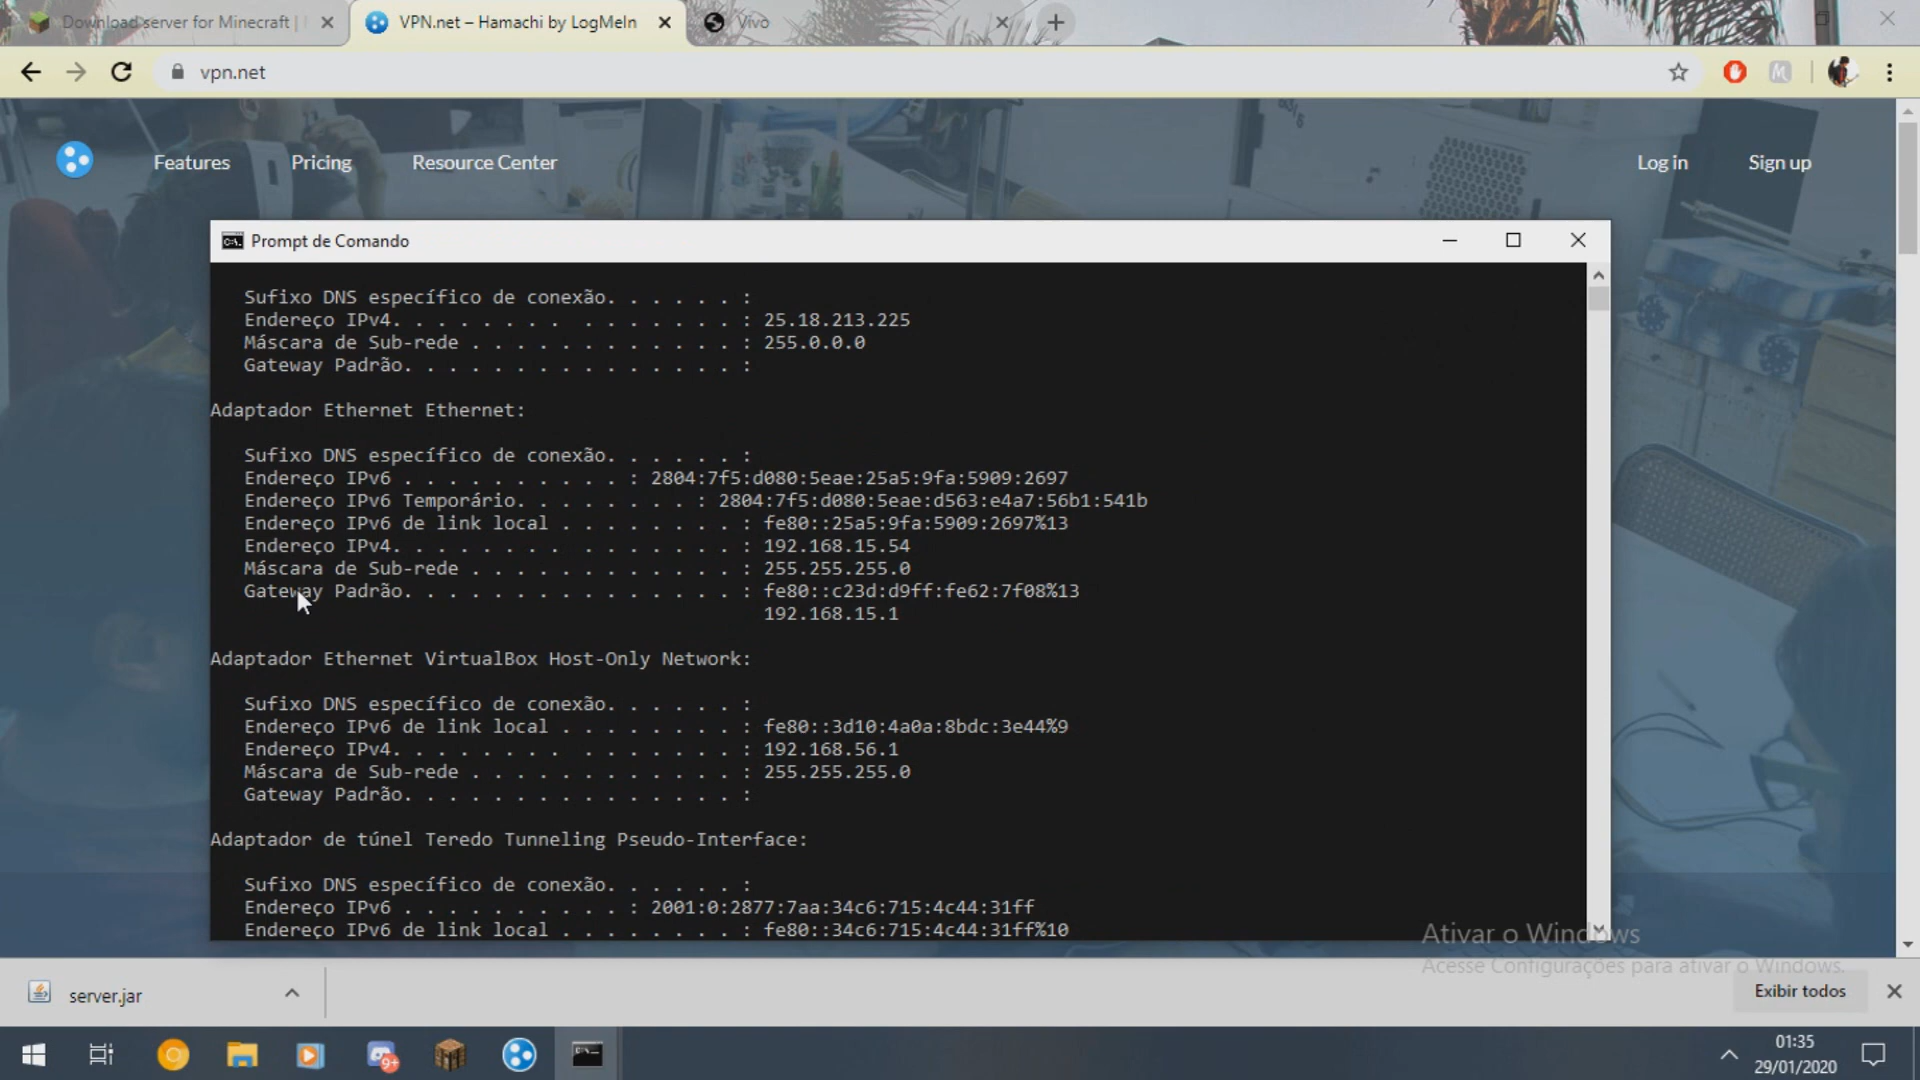 Download server for Minecraft |
VPN.net – Hamachi by LogMeIn
Vivo
vpn.net
Features
Pricing
Resource Center
Log in
Sign up
Prompt de Comando
Sufixo DNS específico de conexão. . . . . . :
Endereço IPv4. . . . . . . . . . . . . . . : 25.18.213.225
Máscara de Sub-rede . . . . . . . . . . . . : 255.0.0.0
Gateway Padrão. . . . . . . . . . . . . . . :
Adaptador Ethernet Ethernet:
Sufixo DNS específico de conexão. . . . . . :
Endereço IPv6 . . . . . . . . . . : 2804:7f5:d080:5eae:25a5:9fa:5909:2697
Endereço IPv6 Temporário. . . . . . . . : 2804:7f5:d080:5eae:d563:e4a7:56b1:541b
Endereço IPv6 de link local . . . . . . . . : fe80::25a5:9fa:5909:2697%13
Endereço IPv4. . . . . . . . . . . . . . . : 192.168.15.54
Máscara de Sub-rede . . . . . . . . . . . . : 255.255.255.0
Gateway Padrão. . . . . . . . . . . . . . . : fe80::c23d:d9ff:fe62:7f08%13
192.168.15.1
Adaptador Ethernet VirtualBox Host-Only Network:
Sufixo DNS específico de conexão. . . . . . :
Endereço IPv6 de link local . . . . . . . . : fe80::3d10:4a0a:8bdc:3e44%9
Endereço IPv4. . . . . . . . . . . . . . . : 192.168.56.1
Máscara de Sub-rede . . . . . . . . . . . . : 255.255.255.0
Gateway Padrão. . . . . . . . . . . . . . . :
Adaptador de túnel Teredo Tunneling Pseudo-Interface:
Sufixo DNS específico de conexão. . . . . . :
Endereço IPv6 . . . . . . . . . . : 2001:0:2877:7aa:34c6:715:4c44:31ff
Endereço IPv6 de link local . . . . . . . . : fe80::34c6:715:4c44:31ff%10
Ativar o Windows
Acesse Configurações para ativar o Windows.
server.jar
Exibir todos
9+
01:35
29/01/2020